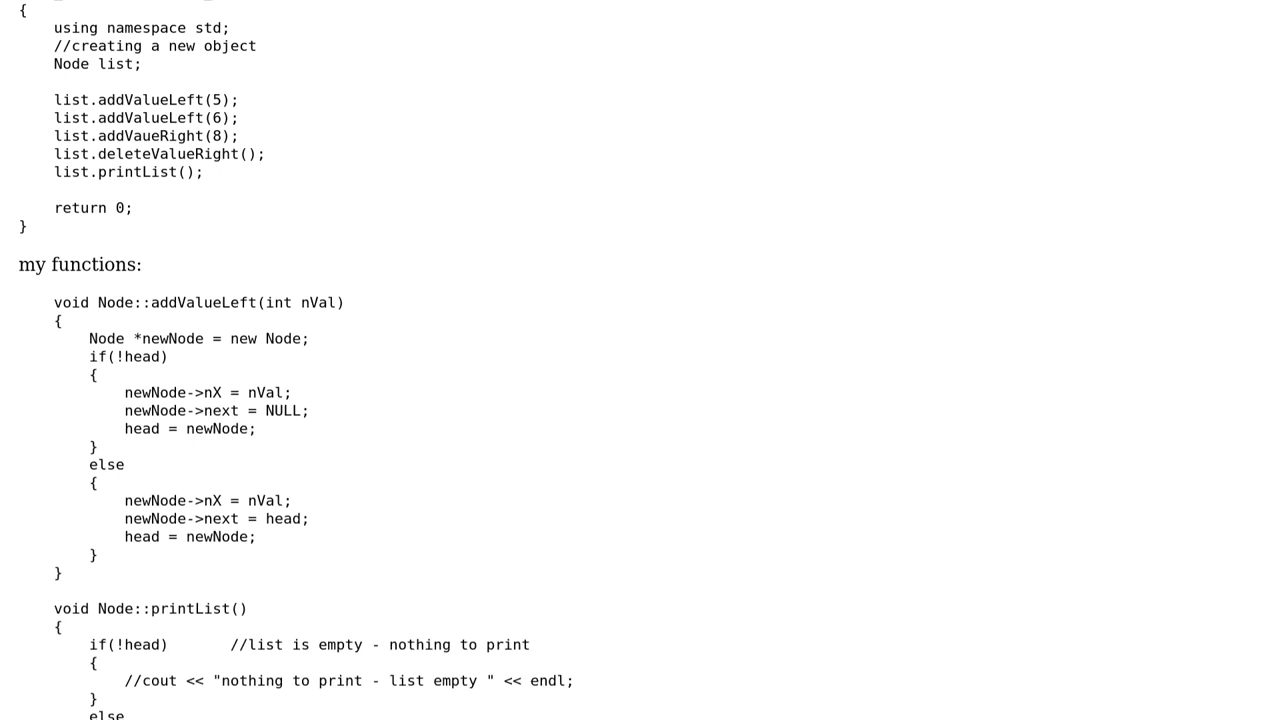 {
    using namespace std;
    //creating a new object
    Node list;

    list.addValueLeft(5);
    list.addValueLeft(6);
    list.addVaueRight(8);
    list.deleteValueRight();
    list.printList();

    return 0;
}
my functions:
    void Node::addValueLeft(int nVal)
    {
        Node *newNode = new Node;
        if(!head)
        {
            newNode->nX = nVal;
            newNode->next = NULL;
            head = newNode;
        }
        else
        {
            newNode->nX = nVal;
            newNode->next = head;
            head = newNode;
        }
    }

    void Node::printList()
    {
        if(!head)       //list is empty - nothing to print
        {
            //cout << "nothing to print - list empty " << endl;
        }
        else